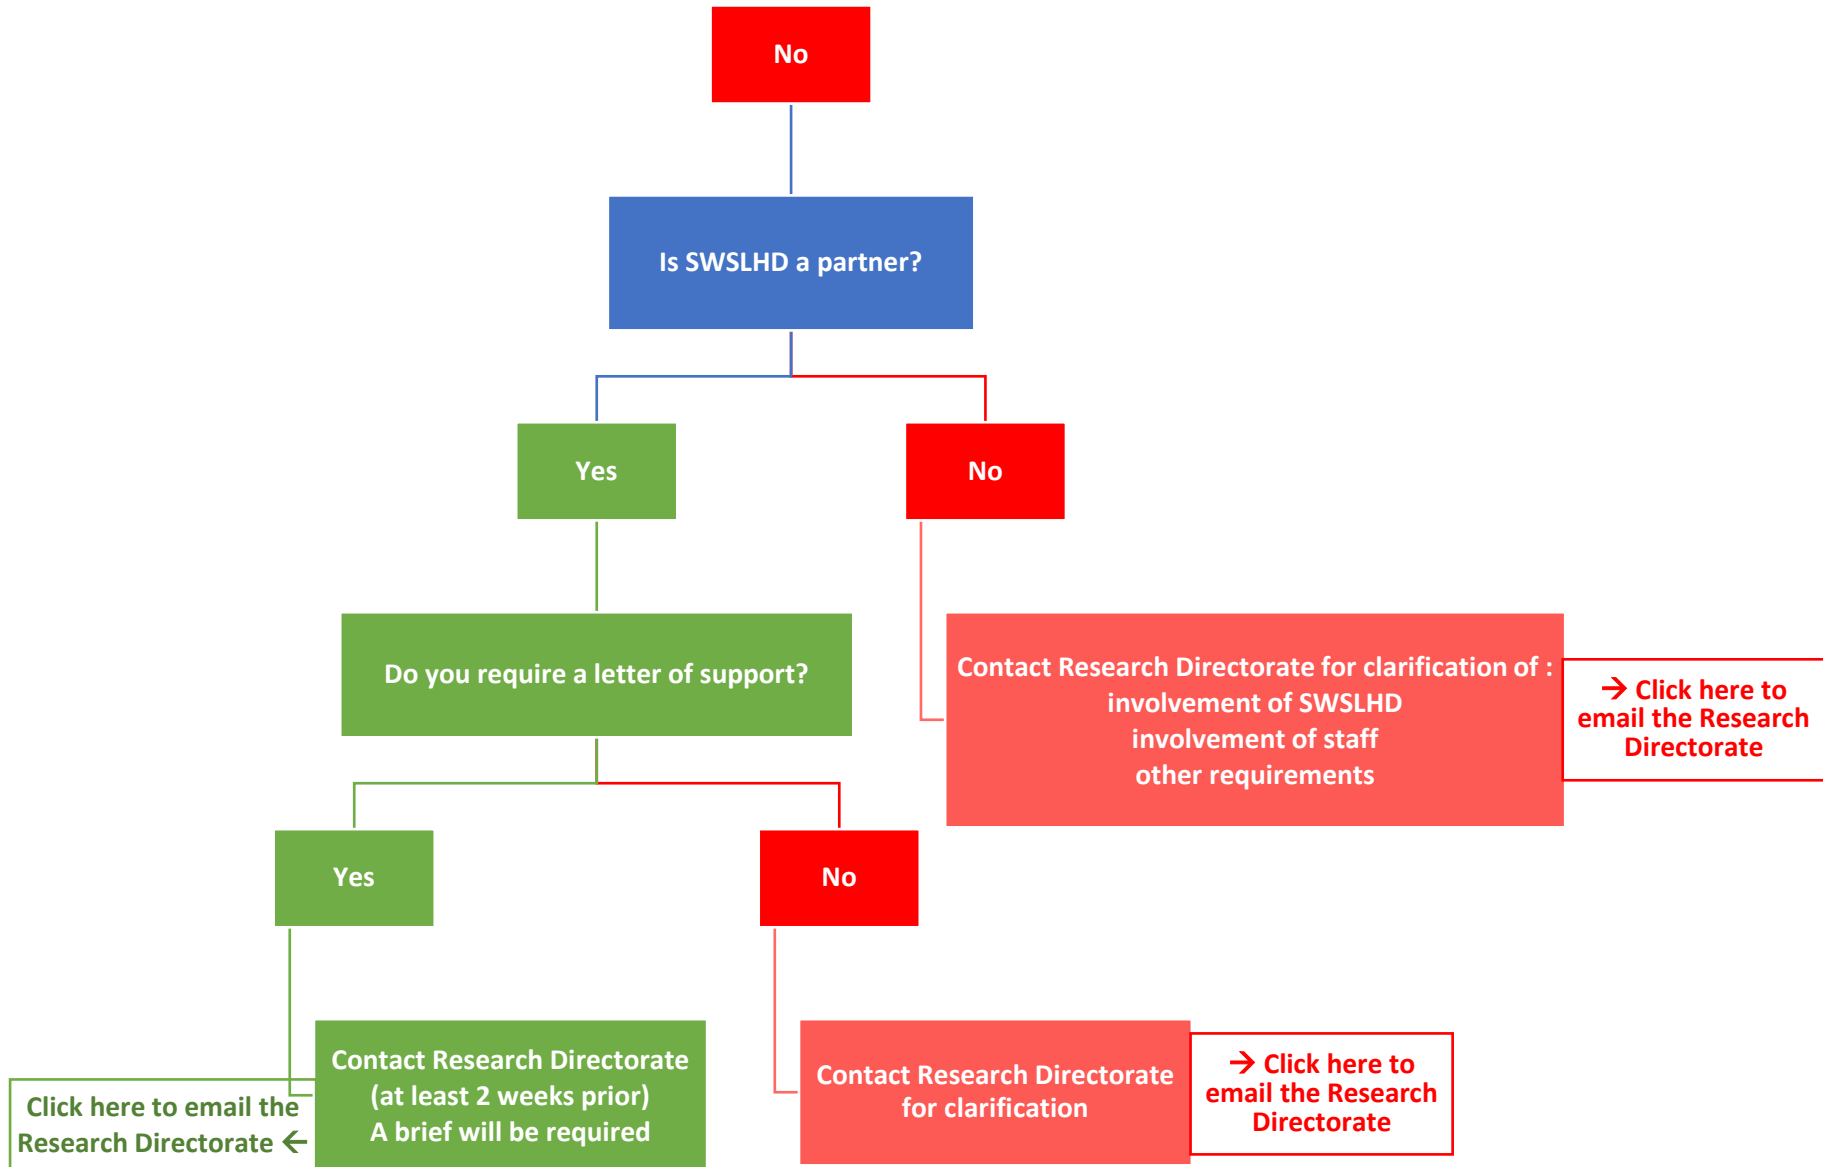 No
Is SWSLHD a partner?
Yes
No
Do you require a letter of support?
Contact Research Directorate for clarification of :
involvement of SWSLHD
involvement of staff
other requirements
→ Click here to
email the Research
Directorate
Yes
No
Click here to email the
Research Directorate ←
Contact Research Directorate
(at least 2 weeks prior)
A brief will be required
Contact Research Directorate
for clarification
→ Click here to
email the Research
Directorate